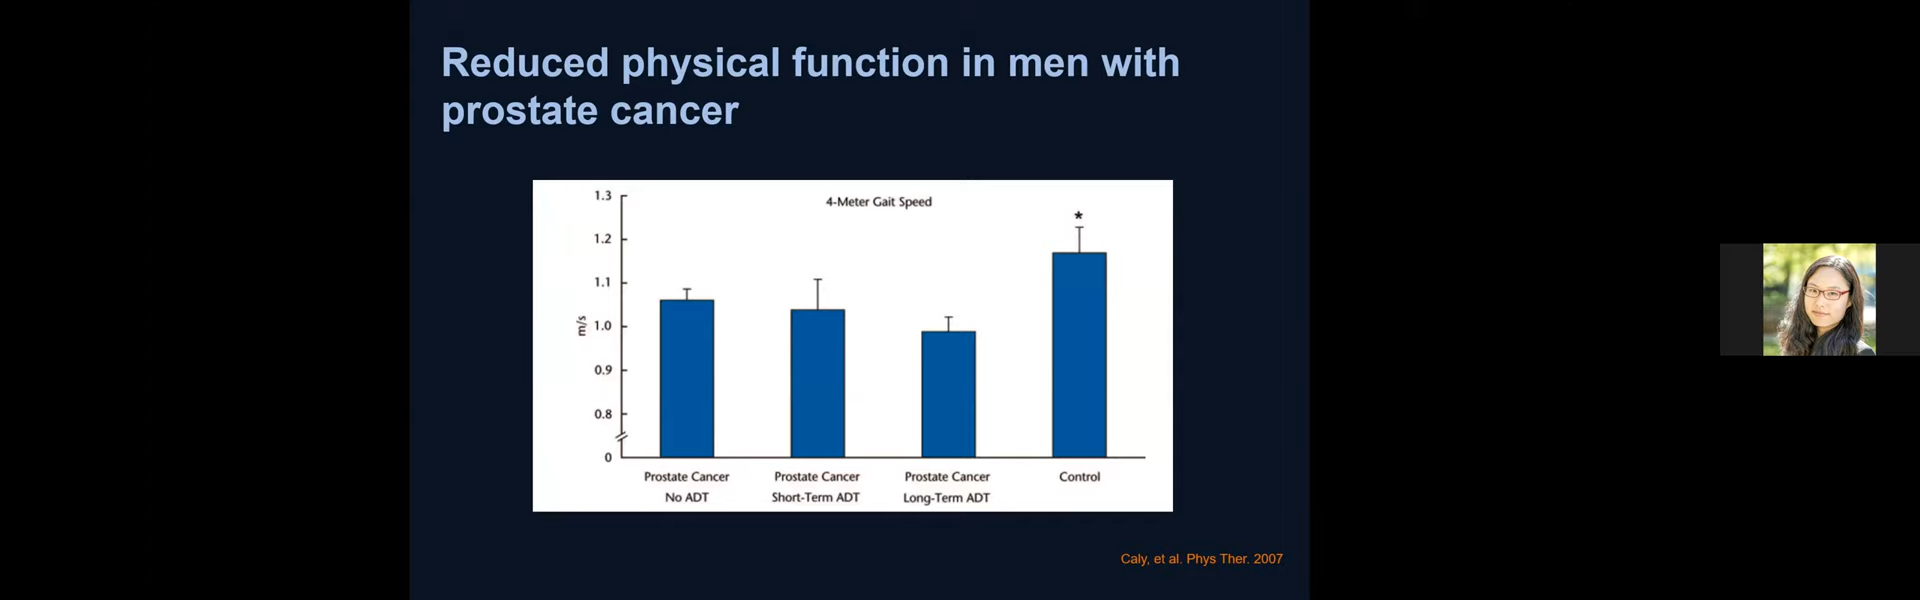 Reduced physical function in men with
prostate cancer
4-Meter Gait Speed
*
1.3
1.2
1.1
1.0
0.9
0.8
0
m/s
Prostate Cancer
No ADT
Prostate Cancer
Short-Term ADT
Prostate Cancer
Long-Term ADT
Control
Caly, et al. Phys Ther. 2007